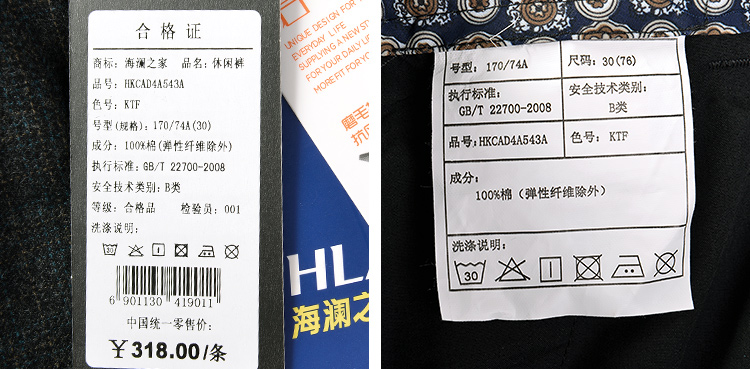 合格证
商标：海澜之家 品名：休闲裤
品号：HKCAD4A543A
色号：KTF
号型(规格)：170/74A(30)
成分：100%棉(弹性纤维除外)
执行标准：GB/T 22700-2008
安全技术类别：B类
等级：合格品 检验员：001
洗涤说明：
30
6 901130 419011
中国统一零售价：
¥ 318.00/条
UNIQUE DESIGN FOR
EVERYDAY LIFE
FOR YOUR DAILY LIFE
MORE FIT FOR
磨毛
抗
HLA
海澜之
号型：170/74A 尺码：30(76)
执行标准：
GB/T 22700-2008
安全技术类别：
B类
品号：HKCAD4A543A 色号：KTF
成分：
100%棉（弹性纤维除外）
洗涤说明：
30